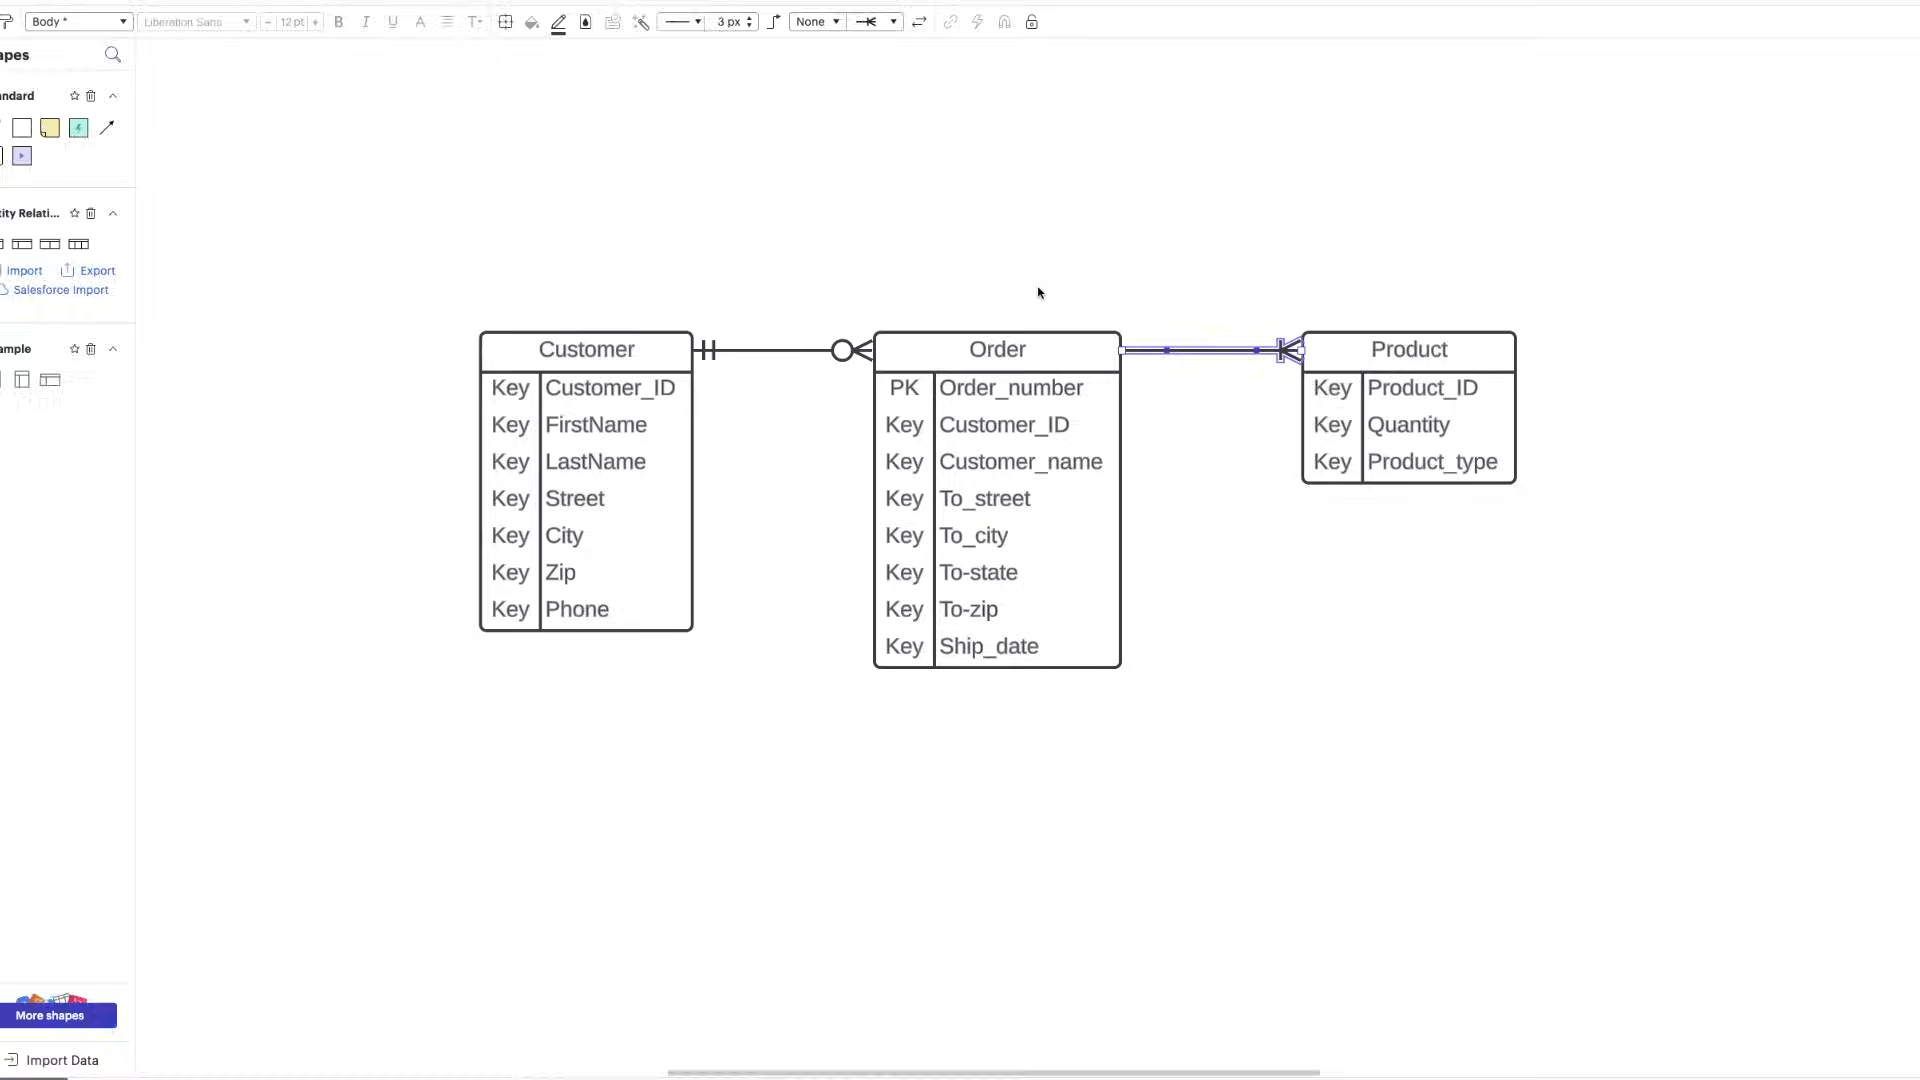 Body *
Liberation Sans
− 12 pt +
B I U A T
3 px
None
apes
andard
tity Relati...
Import
Export
Salesforce Import
ample
More shapes
Import Data
Customer
Key Customer_ID
Key FirstName
Key LastName
Key Street
Key City
Key Zip
Key Phone
Order
PK Order_number
Key Customer_ID
Key Customer_name
Key To_street
Key To_city
Key To-state
Key To-zip
Key Ship_date
Product
Key Product_ID
Key Quantity
Key Product_type